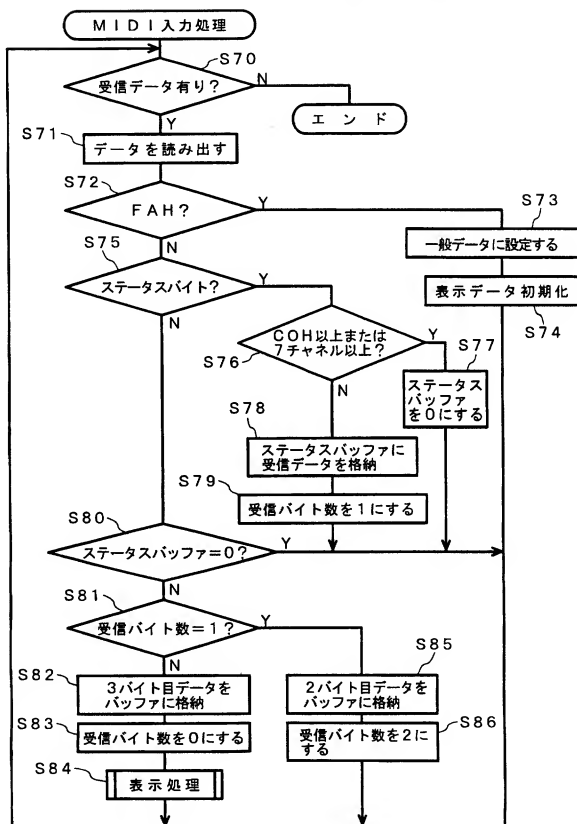 MIDI入力処理
S70
受信データ有り?
N
エンド
Y
S71
データを読み出す
S72
FAH?
Y
S73
一般データに設定する
N
S75
ステータスバイト?
Y
表示データ初期化
S74
N
COH以上または
7チャネル以上?
Y
S77
S76
N
ステータス
バッファ
を0にする
S78
ステータスバッファに
受信データを格納
S79
受信バイト数を1にする
S80
ステータスバッファ=0?
Y
N
S81
受信バイト数=1?
Y
N
S82
3バイト目データを
バッファに格納
S85
2バイト目データを
バッファに格納
S83
受信バイト数を0にする
S86
受信バイト数を2に
する
S84
表示処理